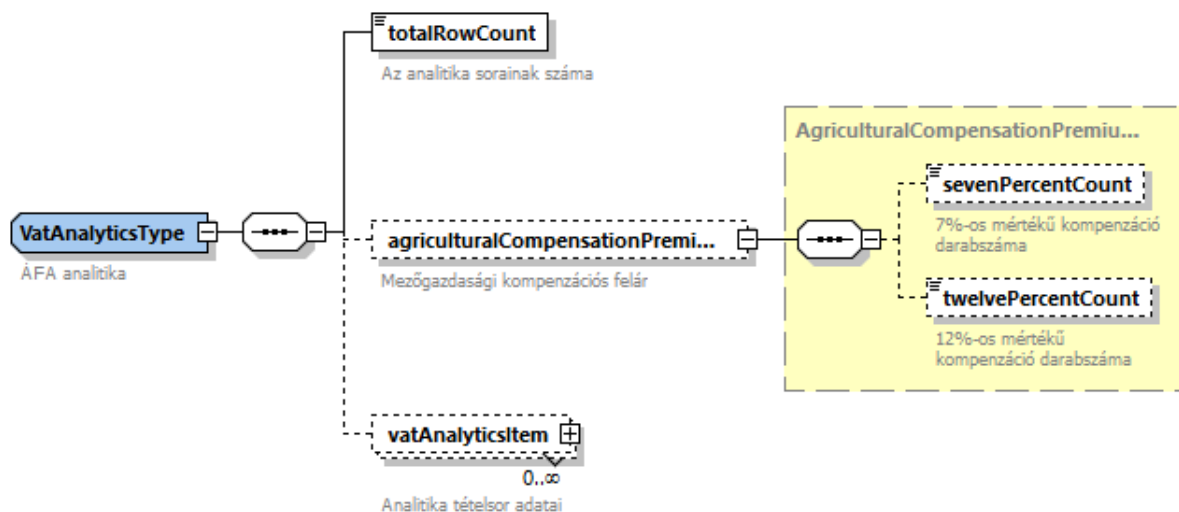 totalRowCount
Az analitika sorainak száma
AgriculturalCompensationPremiu...
sevenPercentCount
7%-os mértékű kompenzáció
darabszáma
VatAnalyticsType
ÁFA analitika
agriculturalCompensationPremi...
Mezőgazdasági kompenzációs felár
twelvePercentCount
12%-os mértékű
kompenzáció darabszáma
vatAnalyticsItem
0..∞
Analitika tételsor adatai